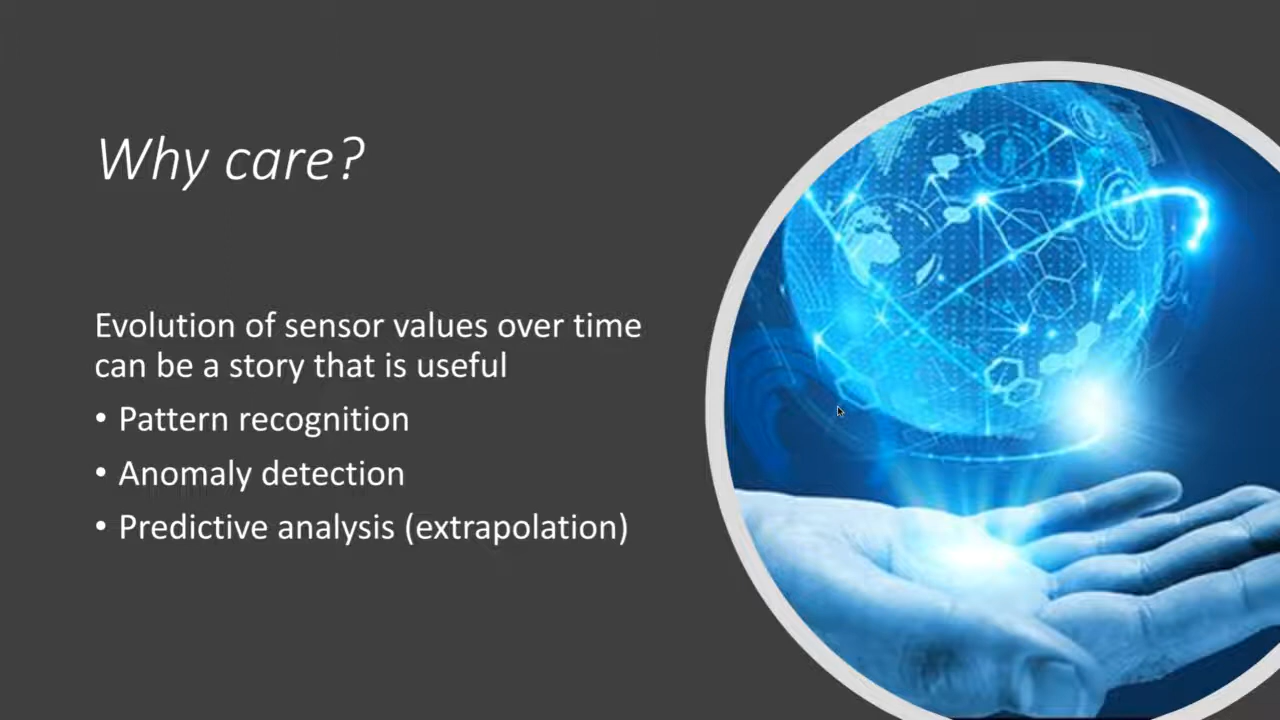 Why care?
Evolution of sensor values over time
can be a story that is useful
• Pattern recognition
• Anomaly detection
• Predictive analysis (extrapolation)